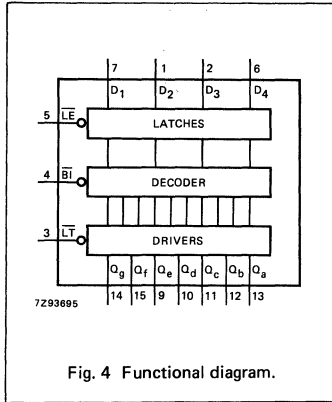 7 1 2 6
D1 D2 D3 D4
5 LE
LATCHES
4 BI
DECODER
3 LT
DRIVERS
Qg Qf Qe Qd Qc Qb Qa
14 15 9 10 11 12 13
7Z93695
Fig. 4 Functional diagram.